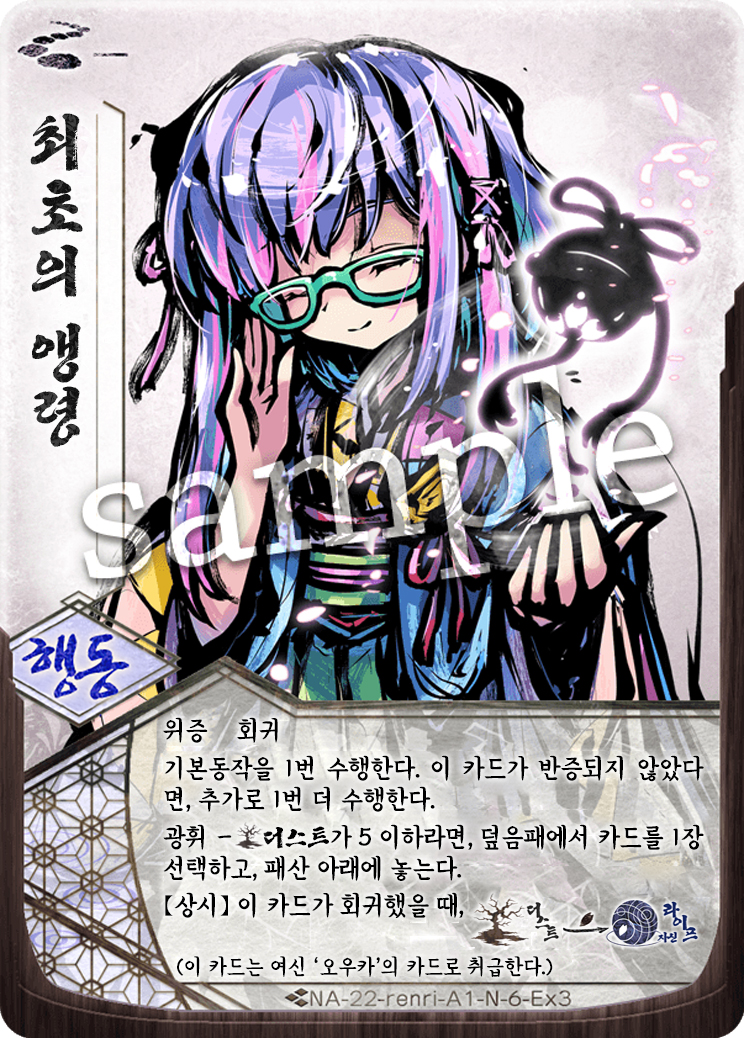 최초의 앵령
sample
행동
위증 회귀
기본동작을 1번 수행한다. 이 카드가 반증되지 않았다
면, 추가로 1번 더 수행한다.
광휘 - 더스트가 5 이하라면, 덮음패에서 카드를 1장
선택하고, 패산 아래에 놓는다.
【상시】 이 카드가 회귀했을 때, 더스트 → 자신 라이프
(이 카드는 여신 ‘오우카’의 카드로 취급한다.)
NA-22-renri-A1-N-6-Ex3